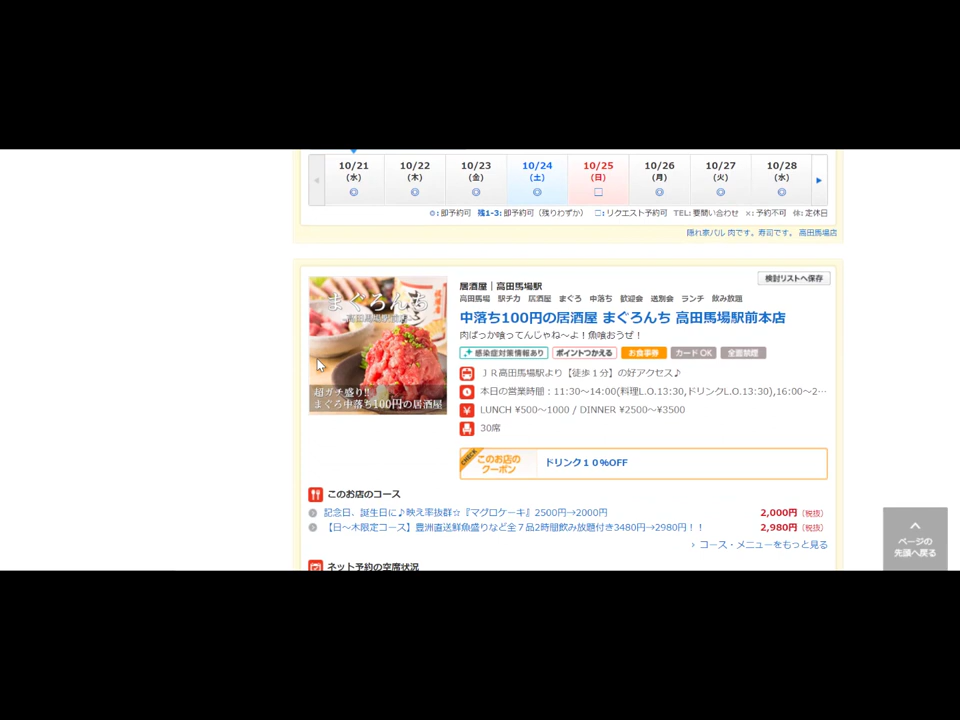 10/21 10/22 10/23 10/24 10/25 10/26 10/27 10/28
(水) (木) (金) (土) (日) (月) (火) (水)
◎ ◎ ◎ ◎ □ ◎ ◎ ◎
◎:即予約可 残1-3:即予約可(残りわずか) □:リクエスト予約可 TEL:要問い合わせ ×:予約不可 休:定休日
隠れ家バル 肉です。寿司です。 高田馬場店
検討リストへ保存
居酒屋|高田馬場駅
高田馬場 駅チカ 居酒屋 まぐろ 中落ち 歓迎会 送別会 ランチ 飲み放題
中落ち100円の居酒屋 まぐろんち 高田馬場駅前本店
肉ばっか喰ってんじゃね~よ!魚喰おうぜ!
感染症対策情報あり ポイントつかえる お食事券 カードOK 全面禁煙
JR高田馬場駅より【徒歩1分】の好アクセス♪
本日の営業時間:11:30~14:00(料理L.O.13:30,ドリンクL.O.13:30),16:00~2…
LUNCH ¥500~1000 / DINNER ¥2500~¥3500
30席
まぐろんち
超ガチ盛り!!
まぐろ中落ち100円の居酒屋
CHECK このお店の
クーポン
ドリンク10%OFF
このお店のコース
記念日、誕生日に♪映え率抜群☆『マグロケーキ』2500円→2000円 2,000円 (税抜)
【日~木限定コース】豊洲直送鮮魚盛りなど全7品2時間飲み放題付き3480円→2980円!! 2,980円 (税抜)
› コース・メニューをもっと見る
ネット予約の空席状況
ページの
先頭へ戻る